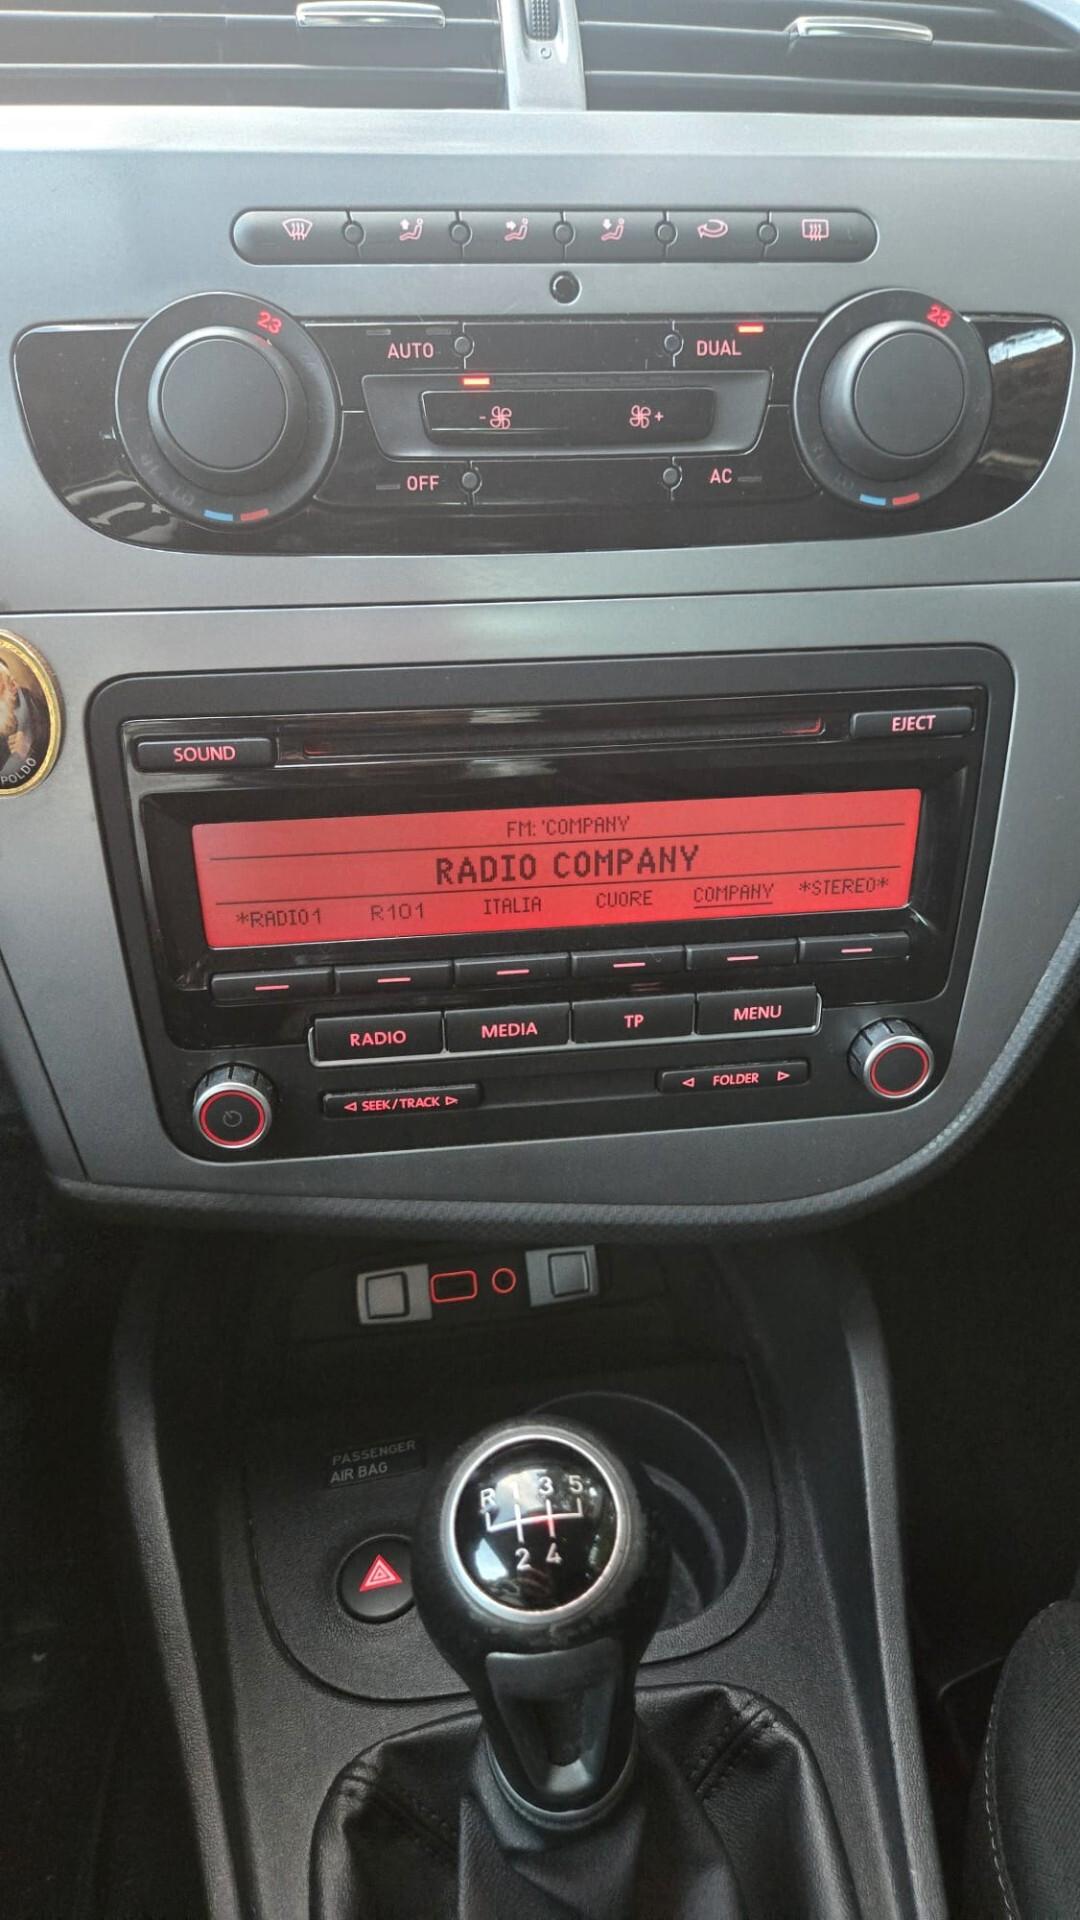 23
23
AUTO
DUAL
-
+
OFF
AC
SOUND
EJECT
POLDO
FM: 'COMPANY
RADIO COMPANY
*RADIO1 R101 ITALIA CUORE COMPANY *STEREO*
RADIO MEDIA TP MENU
SEEK/TRACK
FOLDER
PASSENGER
AIR BAG
R 1 3 5
2 4